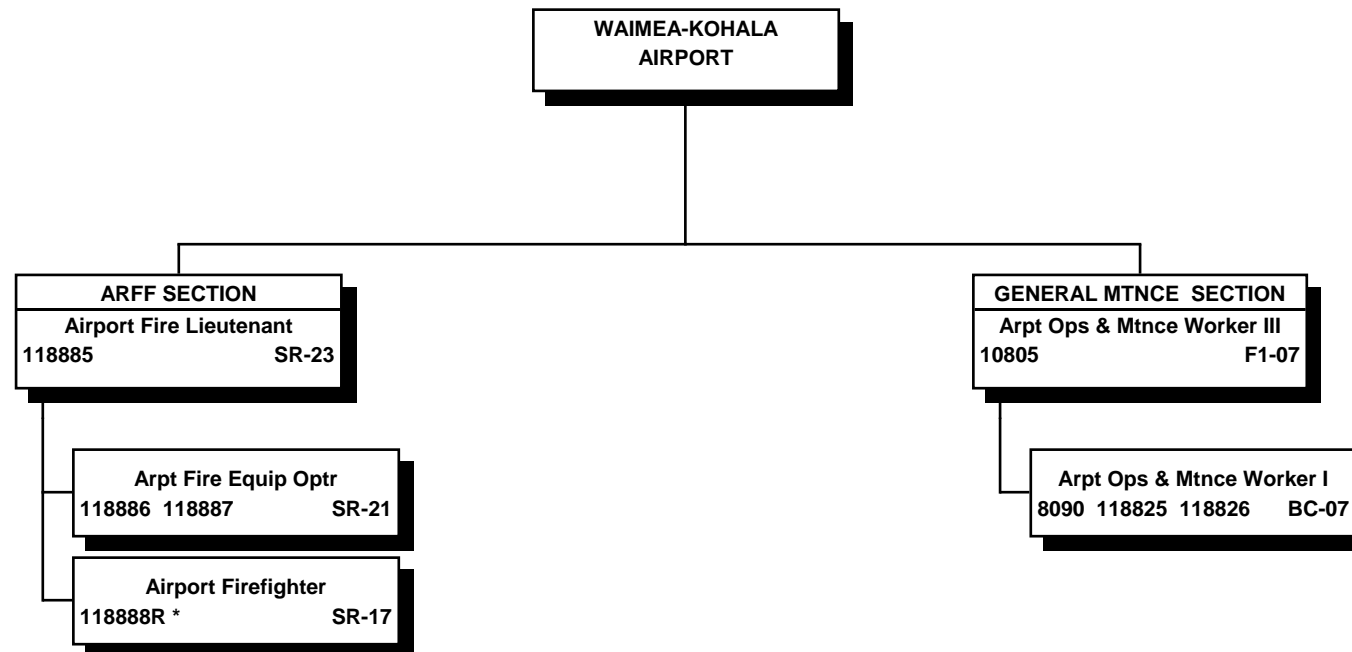 WAIMEA-KOHALA
AIRPORT
ARFF SECTION
Airport Fire Lieutenant
118885 SR-23
Arpt Fire Equip Optr
118886 118887 SR-21
Airport Firefighter
118888R * SR-17
GENERAL MTNCE SECTION
Arpt Ops & Mtnce Worker III
10805 F1-07
Arpt Ops & Mtnce Worker I
8090 118825 118826 BC-07